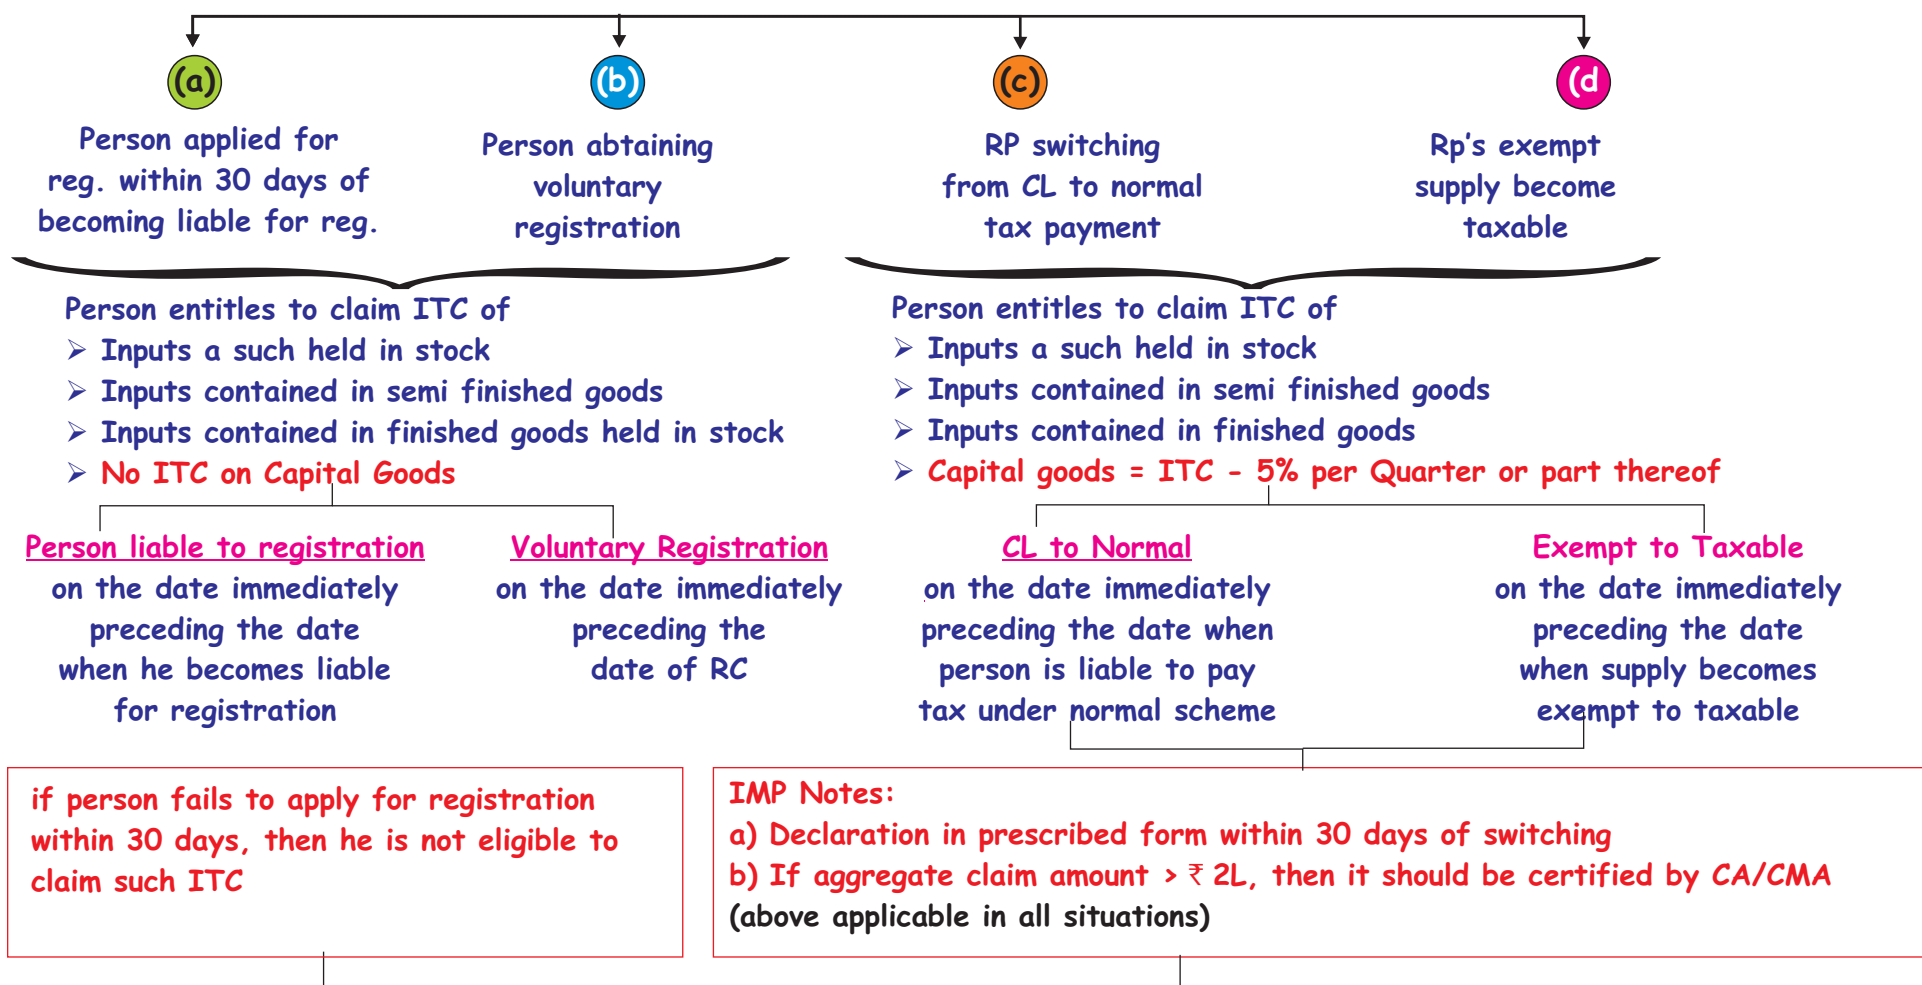 (a)
Person applied for
reg. within 30 days of
becoming liable for reg.
(b)
Person abtaining
voluntary
registration
(c)
RP switching
from CL to normal
tax payment
(d
Rp's exempt
supply become
taxable
Person entitles to claim ITC of
➢ Inputs a such held in stock
➢ Inputs contained in semi finished goods
➢ Inputs contained in finished goods held in stock
➢ No ITC on Capital Goods
Person entitles to claim ITC of
➢ Inputs a such held in stock
➢ Inputs contained in semi finished goods
➢ Inputs contained in finished goods
➢ Capital goods = ITC - 5% per Quarter or part thereof
Person liable to registration
on the date immediately
preceding the date
when he becomes liable
for registration
Voluntary Registration
on the date immediately
preceding the
date of RC
CL to Normal
on the date immediately
preceding the date when
person is liable to pay
tax under normal scheme
Exempt to Taxable
on the date immediately
preceding the date
when supply becomes
exempt to taxable
if person fails to apply for registration
within 30 days, then he is not eligible to
claim such ITC
IMP Notes:
a) Declaration in prescribed form within 30 days of switching
b) If aggregate claim amount > ₹ 2L, then it should be certified by CA/CMA
(above applicable in all situations)